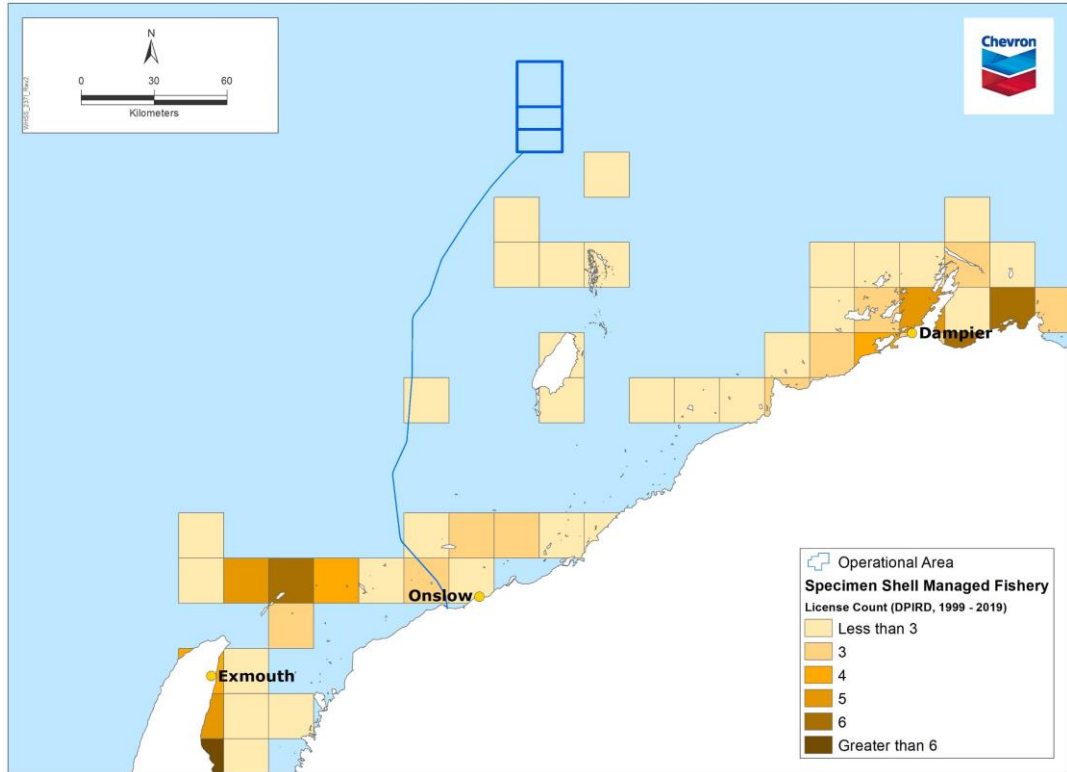 N
0 30 60
Kilometers
WHSS_2371_Rev2
Chevron
Dampier
Onslow
Exmouth
Operational Area
Specimen Shell Managed Fishery
License Count (DPIRD, 1999 - 2019)
Less than 3
3
4
5
6
Greater than 6